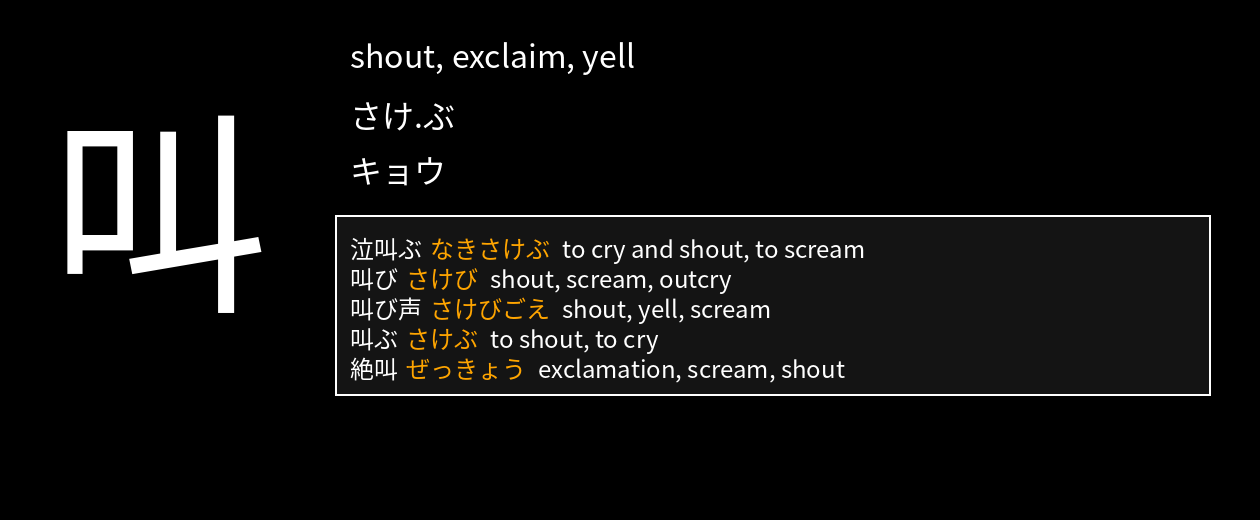 叫
shout, exclaim, yell
さけ.ぶ
キョウ
泣叫ぶ なきさけぶ to cry and shout, to scream
叫び さけび shout, scream, outcry
叫び声 さけびごえ shout, yell, scream
叫ぶ さけぶ to shout, to cry
絶叫 ぜっきょう exclamation, scream, shout